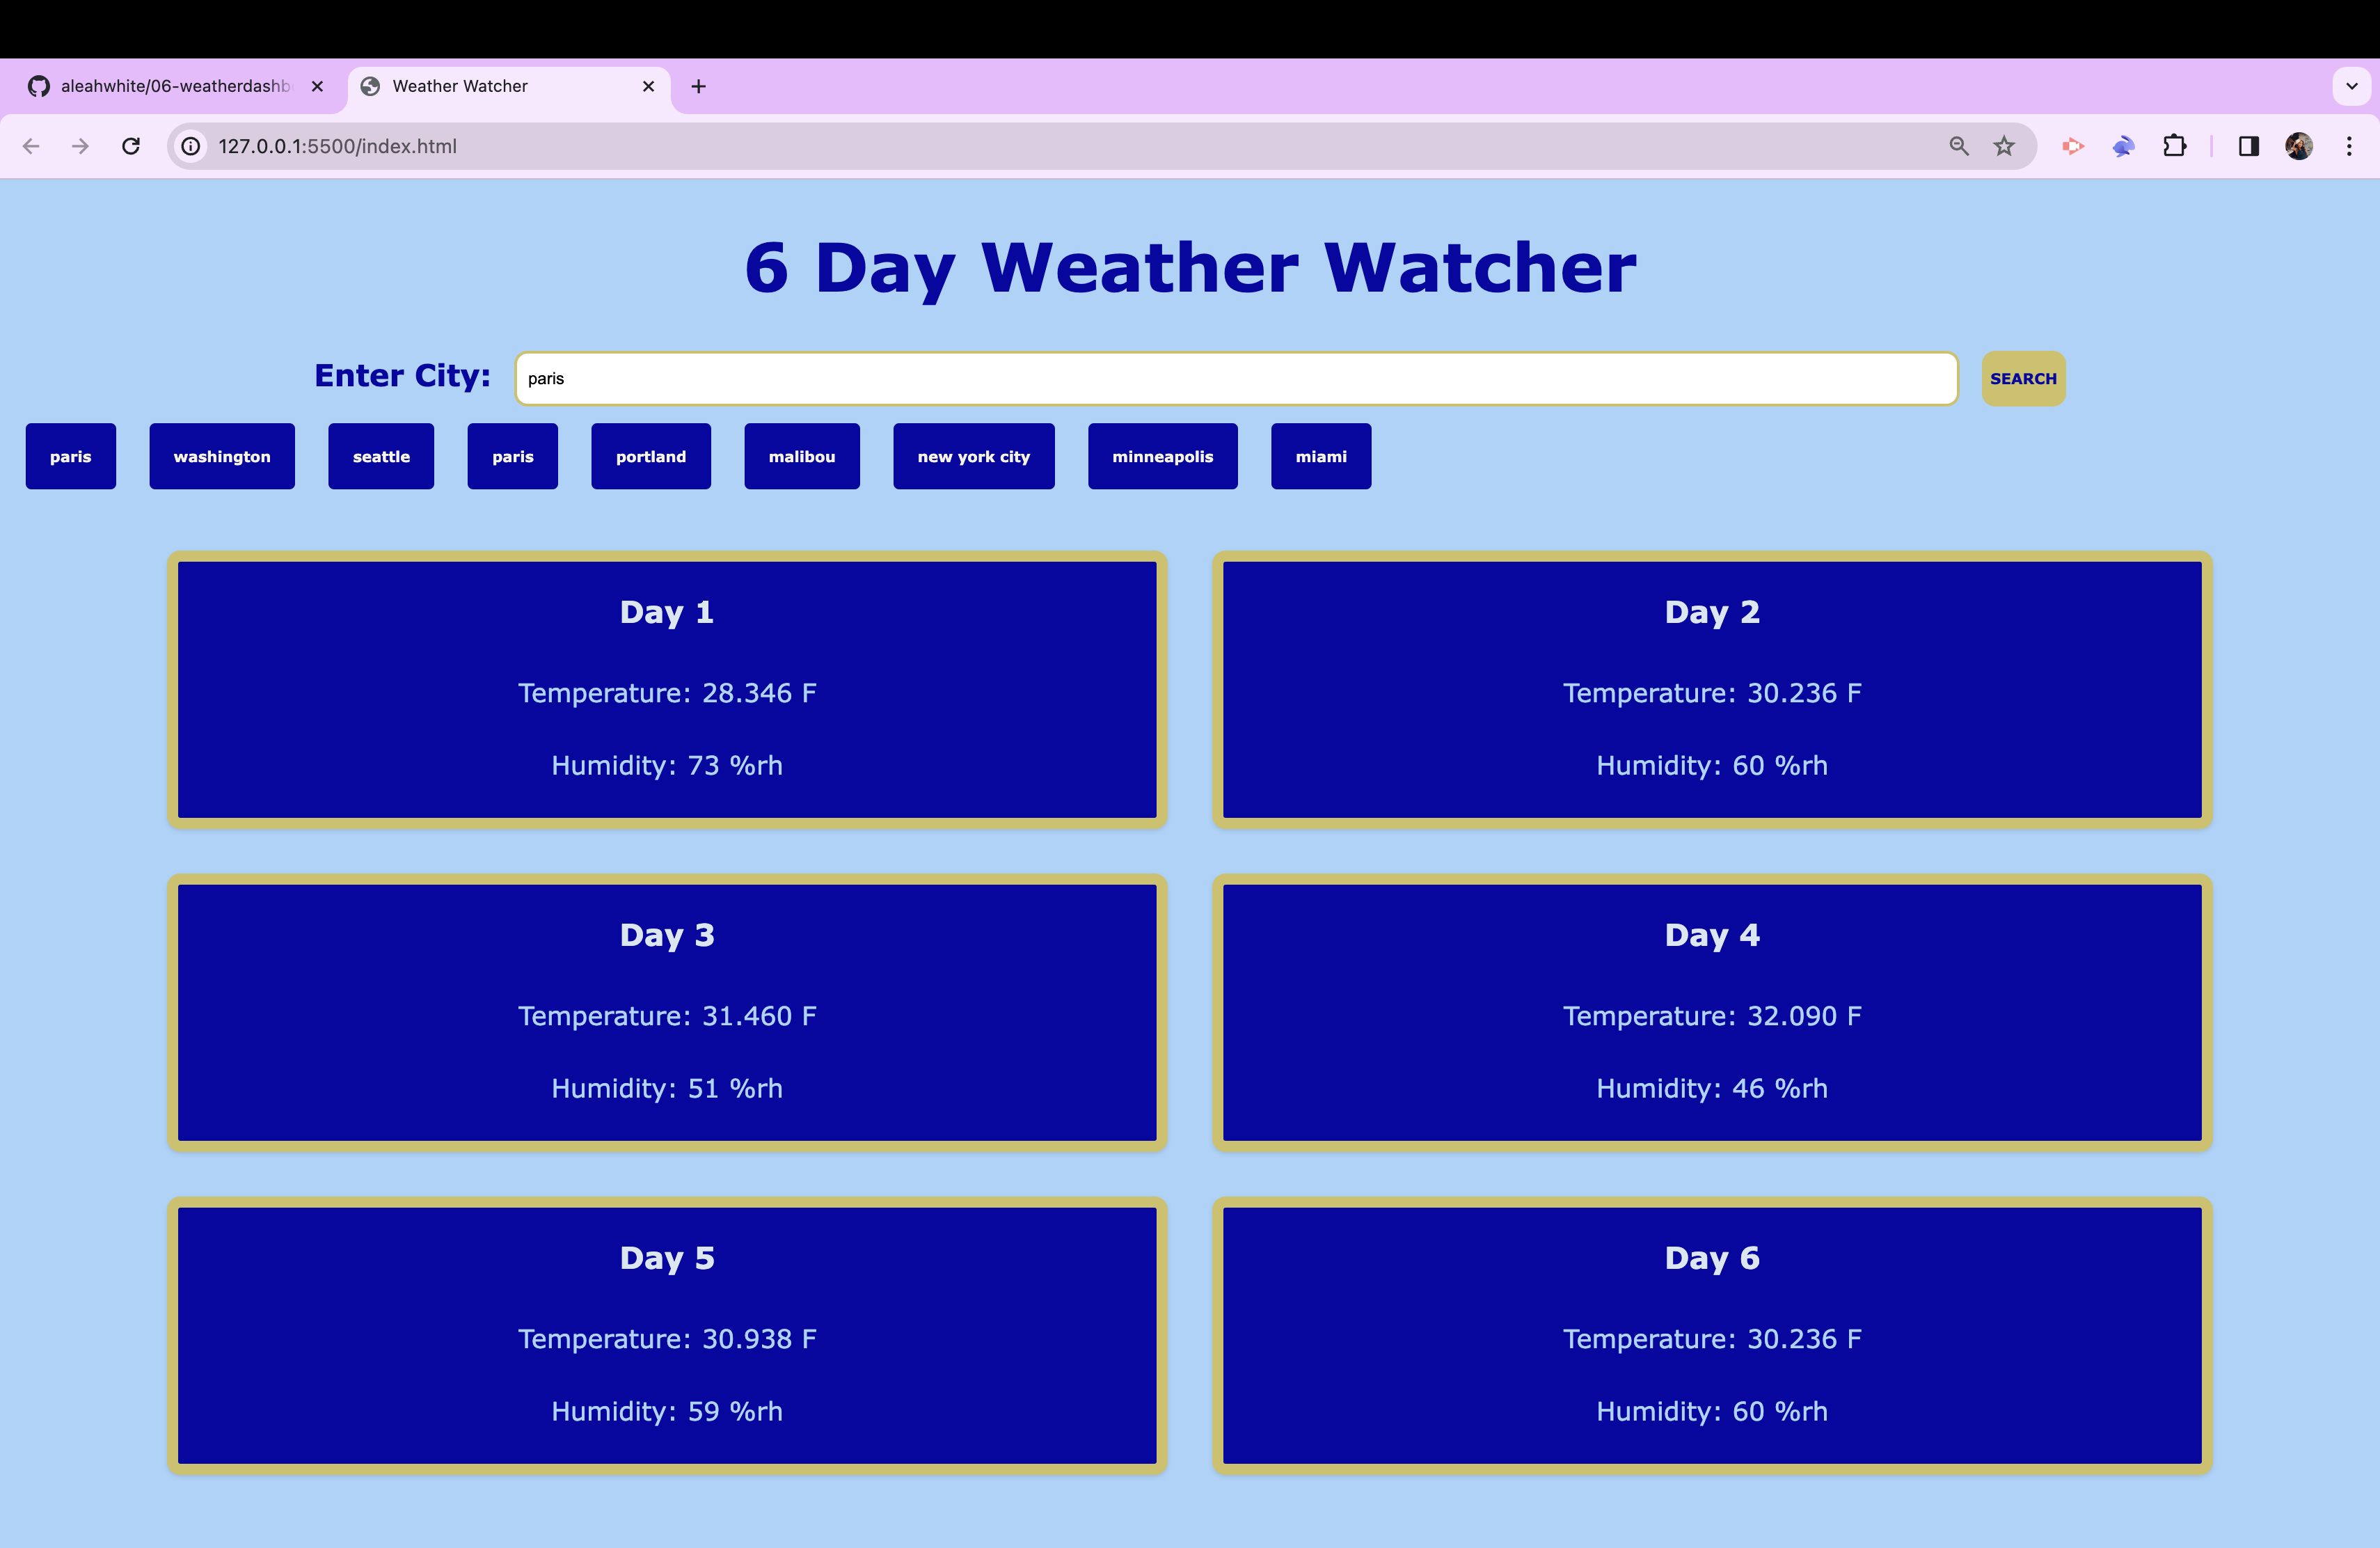 aleahwhite/06-weatherdashb
Weather Watcher
127.0.0.1:5500/index.html
6 Day Weather Watcher
Enter City: paris SEARCH
paris washington seattle paris portland malibou new york city minneapolis miami
Day 1
Temperature: 28.346 F
Humidity: 73 %rh
Day 2
Temperature: 30.236 F
Humidity: 60 %rh
Day 3
Temperature: 31.460 F
Humidity: 51 %rh
Day 4
Temperature: 32.090 F
Humidity: 46 %rh
Day 5
Temperature: 30.938 F
Humidity: 59 %rh
Day 6
Temperature: 30.236 F
Humidity: 60 %rh